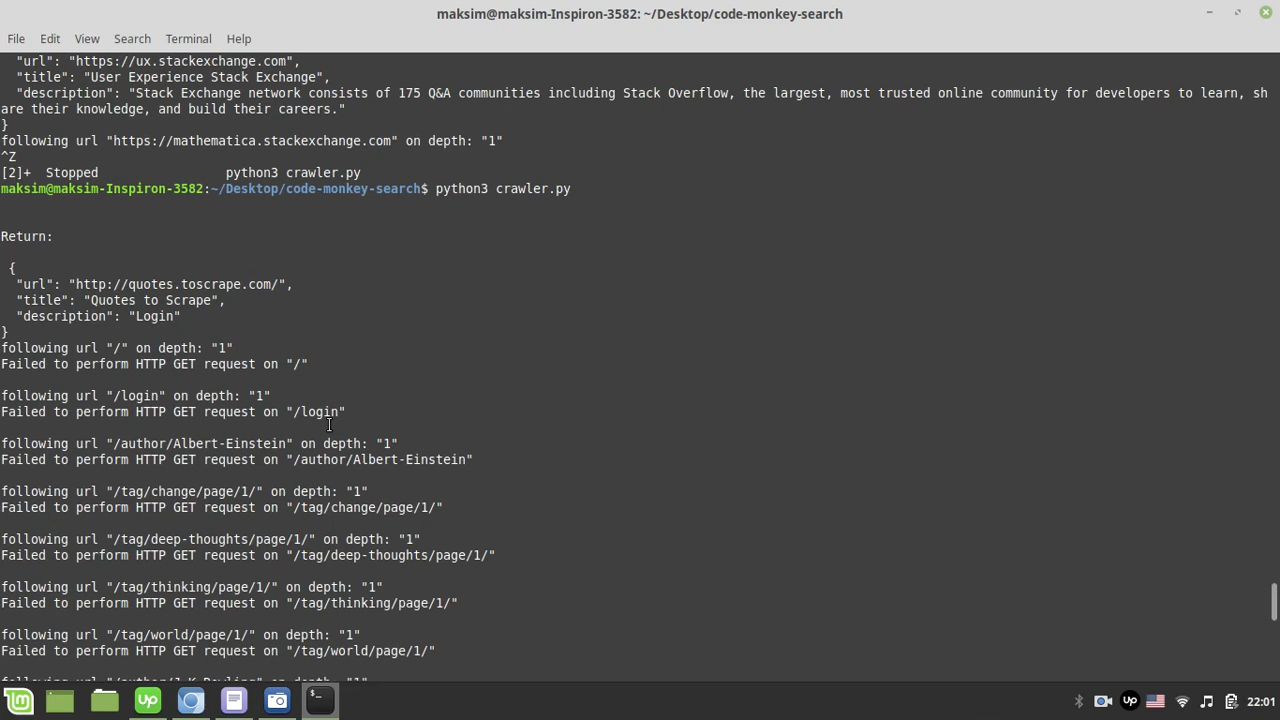 maksim@maksim-Inspiron-3582: ~/Desktop/code-monkey-search
File Edit View Search Terminal Help
"url": "https://ux.stackexchange.com",
"title": "User Experience Stack Exchange",
"description": "Stack Exchange network consists of 175 Q&A communities including Stack Overflow, the largest, most trusted online community for developers to learn, sh
are their knowledge, and build their careers."
}
following url "https://mathematica.stackexchange.com" on depth: "1"
^Z
[2]+  Stopped                 python3 crawler.py
maksim@maksim-Inspiron-3582:~/Desktop/code-monkey-search$ python3 crawler.py
Return:
{
"url": "http://quotes.toscrape.com/",
"title": "Quotes to Scrape",
"description": "Login"
}
following url "/" on depth: "1"
Failed to perform HTTP GET request on "/"
following url "/login" on depth: "1"
Failed to perform HTTP GET request on "/login"
following url "/author/Albert-Einstein" on depth: "1"
Failed to perform HTTP GET request on "/author/Albert-Einstein"
following url "/tag/change/page/1/" on depth: "1"
Failed to perform HTTP GET request on "/tag/change/page/1/"
following url "/tag/deep-thoughts/page/1/" on depth: "1"
Failed to perform HTTP GET request on "/tag/deep-thoughts/page/1/"
following url "/tag/thinking/page/1/" on depth: "1"
Failed to perform HTTP GET request on "/tag/thinking/page/1/"
following url "/tag/world/page/1/" on depth: "1"
Failed to perform HTTP GET request on "/tag/world/page/1/"
up
up
22:01